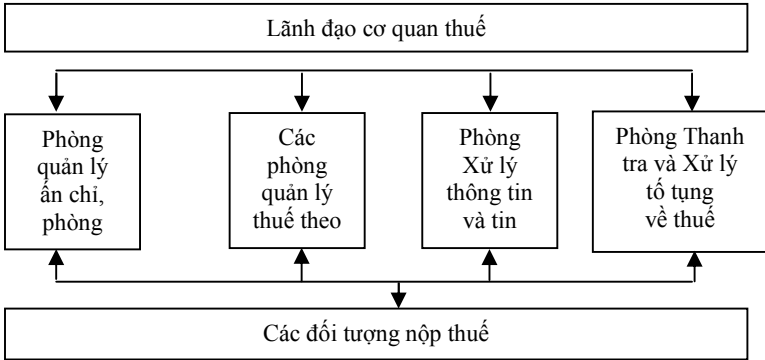 Lãnh đạo cơ quan thuế
Phòng
quản lý
ấn chỉ,
phòng
Các
phòng
quản lý
thuế theo
Phòng
Xử lý
thông tin
và tin
Phòng Thanh
tra và Xử lý
tố tụng
về thuế
Các đối tượng nộp thuế